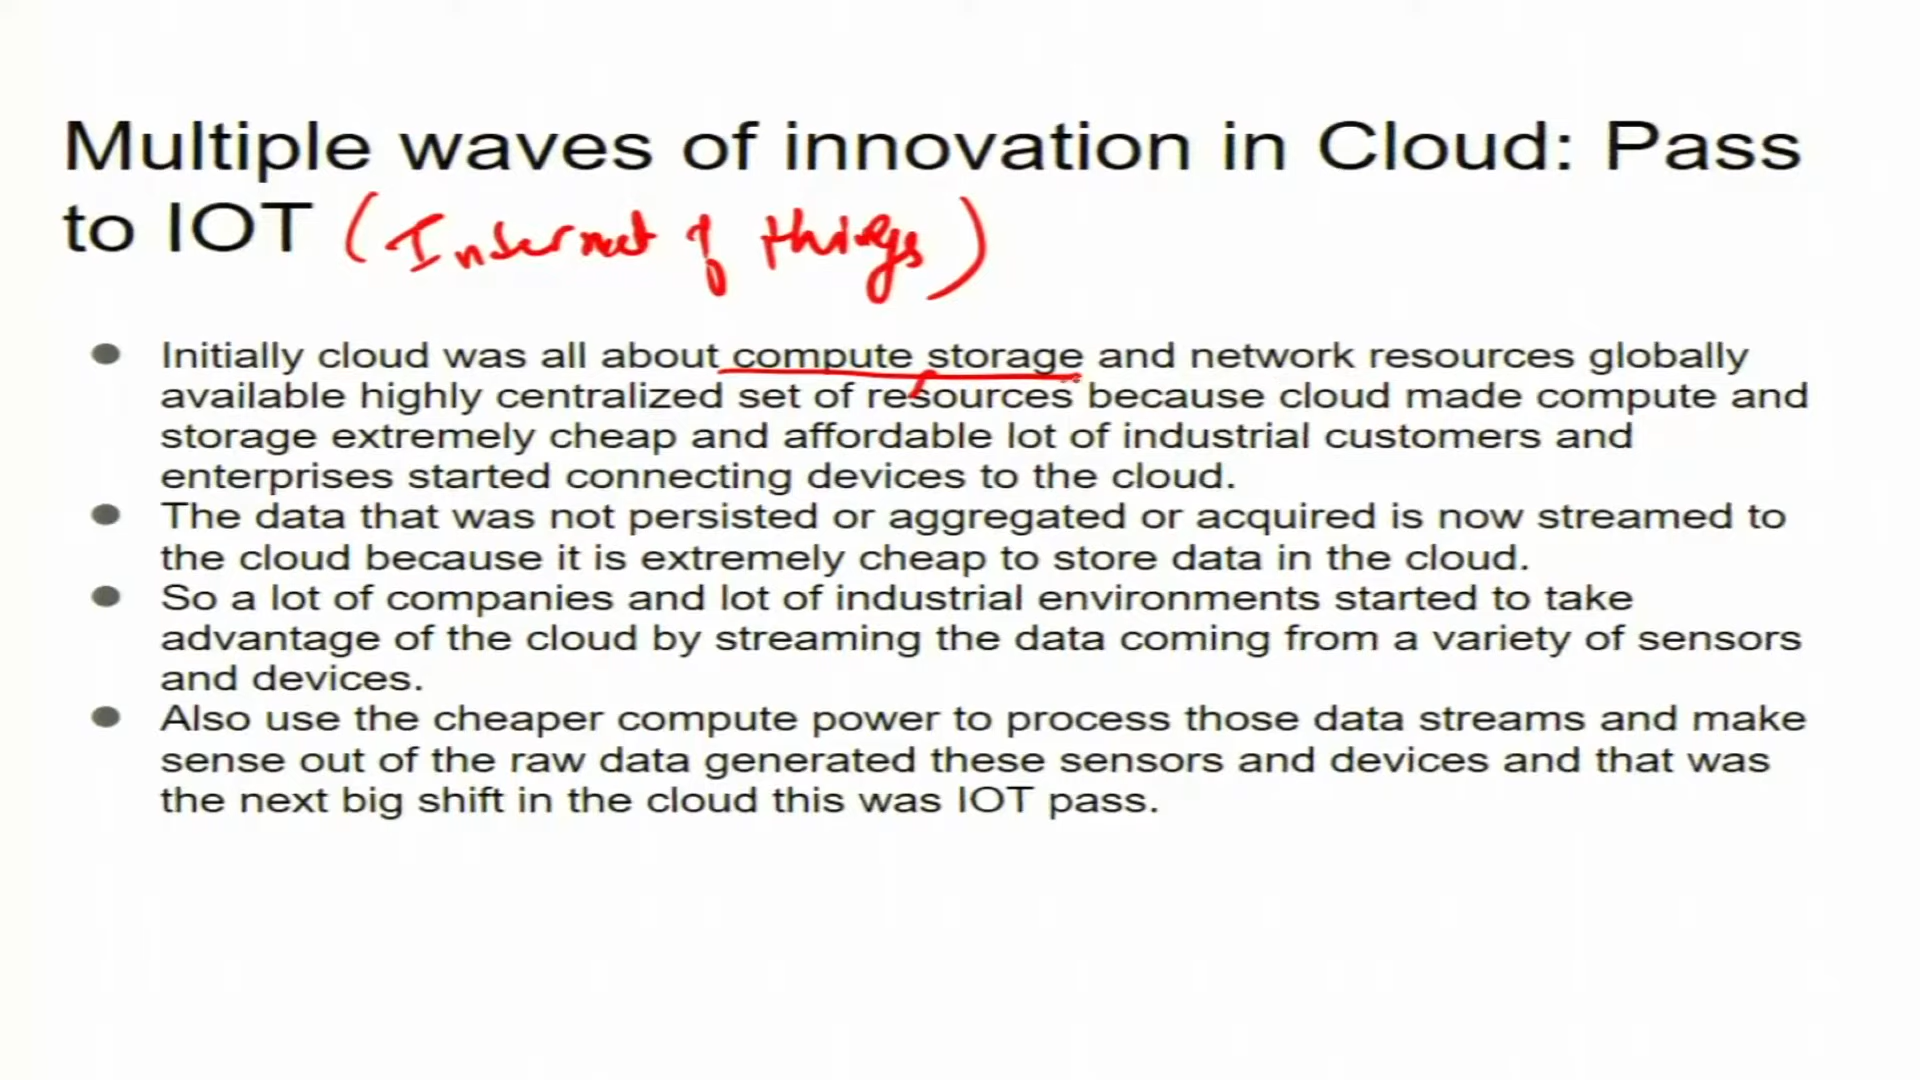 Multiple waves of innovation in Cloud: Pass
to IOT (Internet of things)
Initially cloud was all about compute storage and network resources globally
available highly centralized set of resources because cloud made compute and
storage extremely cheap and affordable lot of industrial customers and
enterprises started connecting devices to the cloud.
The data that was not persisted or aggregated or acquired is now streamed to
the cloud because it is extremely cheap to store data in the cloud.
So a lot of companies and lot of industrial environments started to take
advantage of the cloud by streaming the data coming from a variety of sensors
and devices.
Also use the cheaper compute power to process those data streams and make
sense out of the raw data generated these sensors and devices and that was
the next big shift in the cloud this was IOT pass.